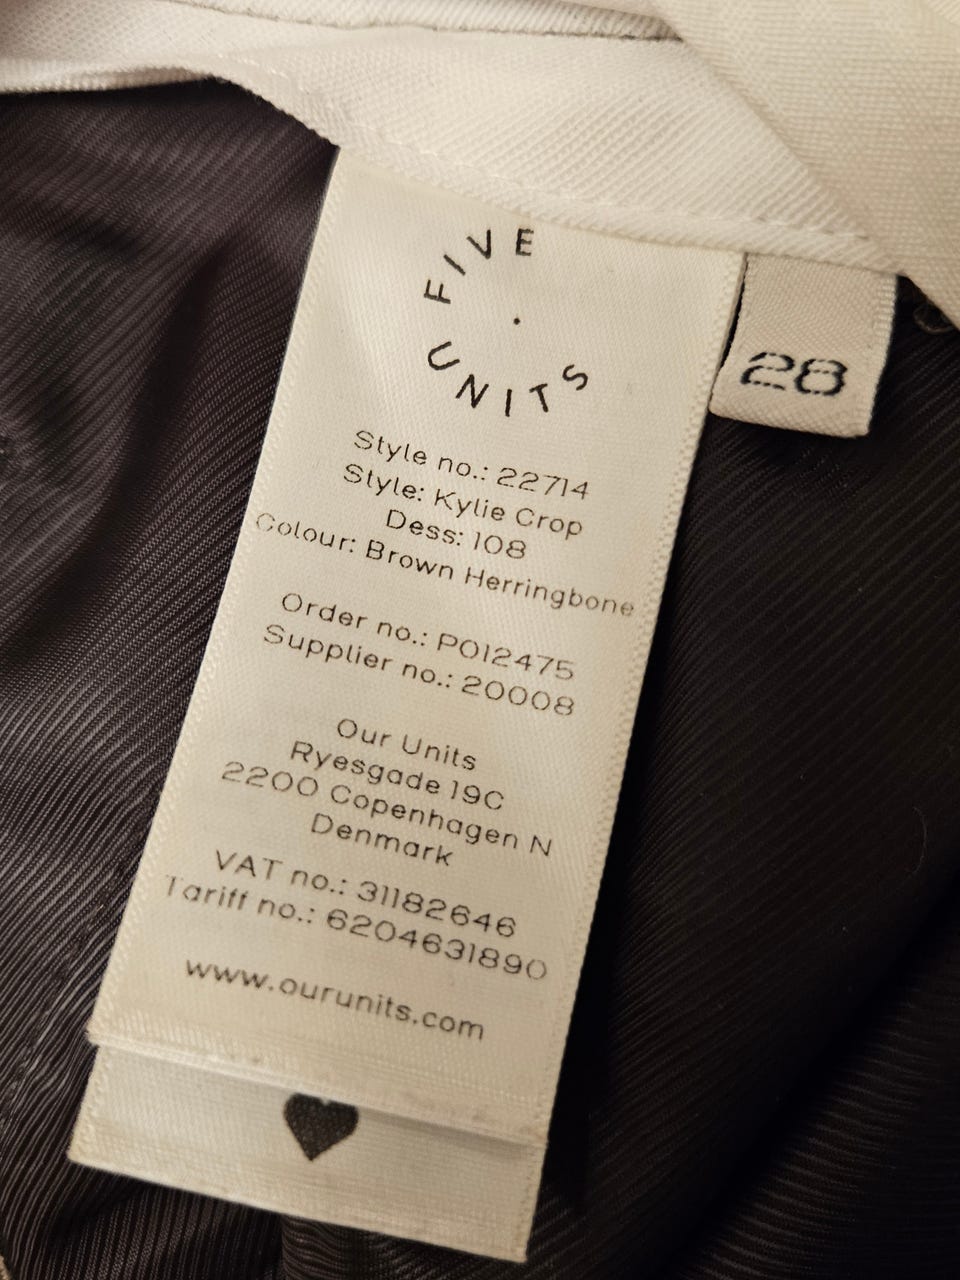 FIVE
UNITS
28
Style no.: 22714
Style: Kylie Crop
Dess: 108
Colour: Brown Herringbone
Order no.: PO12475
Supplier no.: 20008
Our Units
Ryesgade 19C
2200 Copenhagen N
Denmark
VAT no.: 31182646
Tariff no.: 6204631890
www.ourunits.com